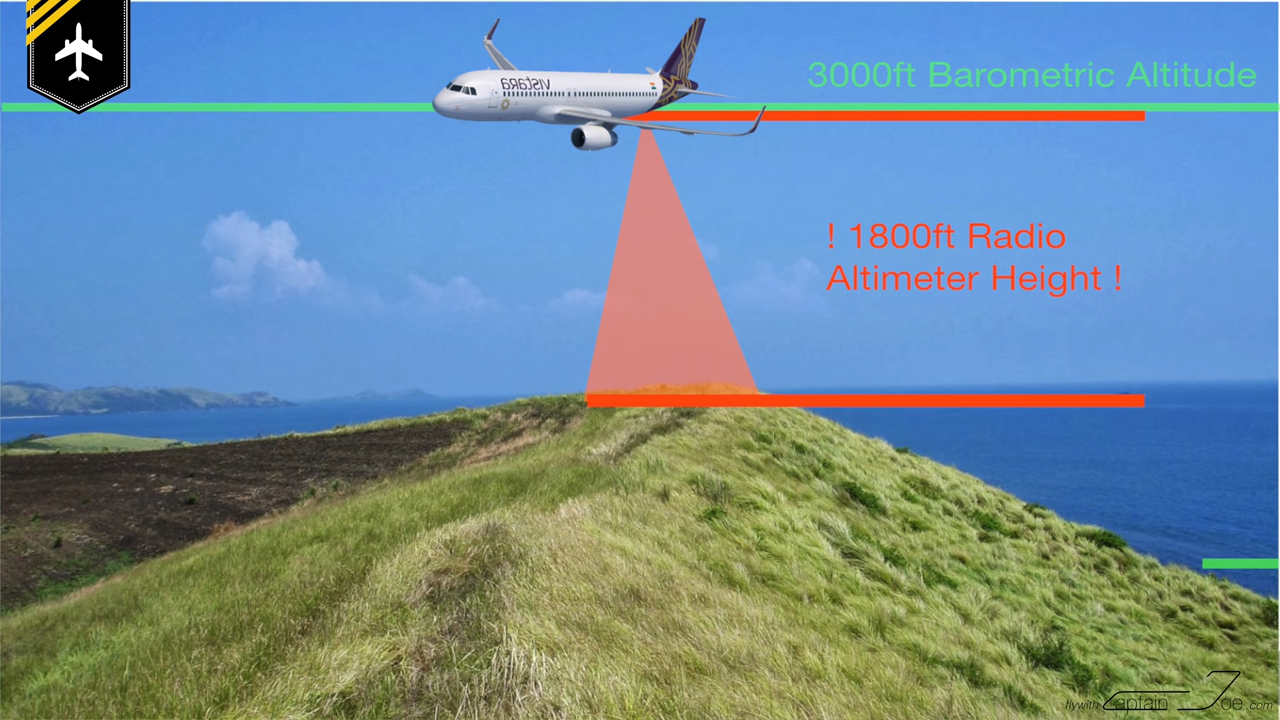 3000ft Barometric Altitude
vistara
! 1800ft Radio
Altimeter Height !
flywith Captain Joe.com